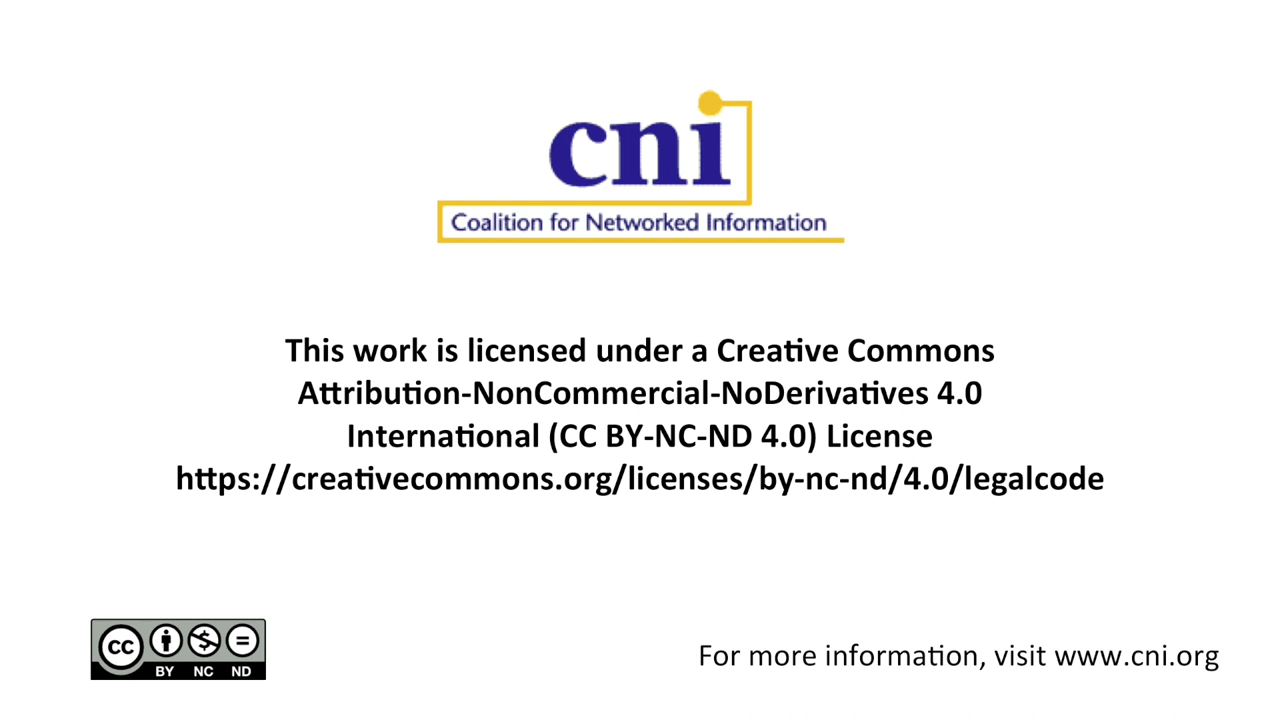 cni
Coalition for Networked Information
This work is licensed under a Creative Commons
Attribution-NonCommercial-NoDerivatives 4.0
International (CC BY-NC-ND 4.0) License
https://creativecommons.org/licenses/by-nc-nd/4.0/legalcode
cc
BY NC ND
For more information, visit www.cni.org